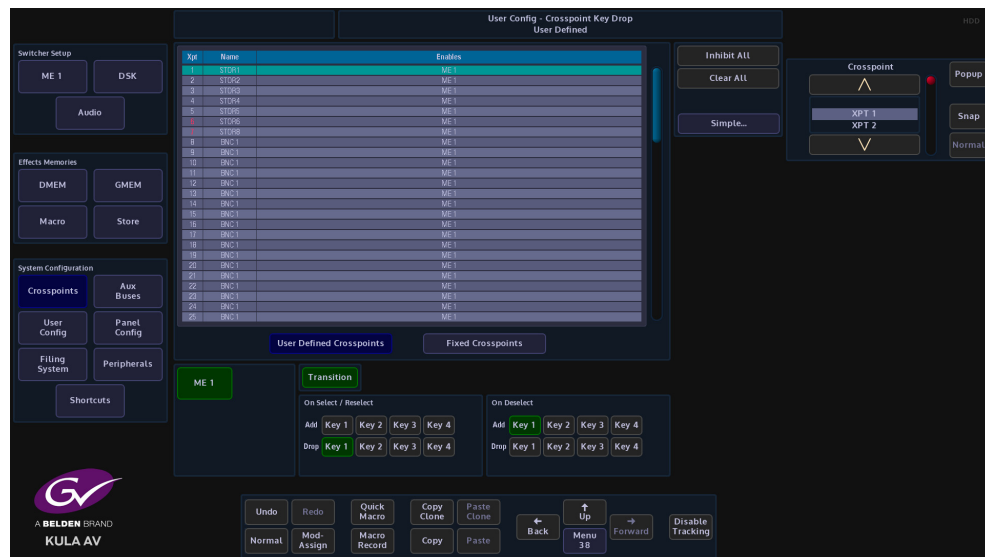 User Config - Crosspoint Key Drop
User Defined
HDD
Switcher Setup
ME 1
DSK
Audio
Effects Memories
DMEM
GMEM
Macro
Store
System Configuration
Crosspoints
Aux
Buses
User
Config
Panel
Config
Filing
System
Peripherals
Shortcuts
GV
A BELDEN BRAND
KULA AV
Xpt Name Enables
1 STOR1 ME 1
2 STOR2 ME 1
3 STOR3 ME 1
4 STOR4 ME 1
5 STOR5 ME 1
STOR6 ME 1
STOR8 ME 1
8 BNC 1 ME 1
9 BNC 1 ME 1
10 BNC 1 ME 1
11 BNC 1 ME 1
12 BNC 1 ME 1
13 BNC 1 ME 1
14 BNC 1 ME 1
15 BNC 1 ME 1
16 BNC 1 ME 1
17 BNC 1 ME 1
18 BNC 1 ME 1
19 BNC 1 ME 1
20 BNC 1 ME 1
21 BNC 1 ME 1
22 BNC 1 ME 1
23 BNC 1 ME 1
24 BNC 1 ME 1
25 BNC 1 ME 1
User Defined Crosspoints
Fixed Crosspoints
Inhibit All
Clear All
Simple...
Crosspoint
XPT 1
XPT 2
Popup
Snap
Normal
ME 1
Transition
On Select / Reselect
Add Key 1 Key 2 Key 3 Key 4
Drop Key 1 Key 2 Key 3 Key 4
On Deselect
Add Key 1 Key 2 Key 3 Key 4
Drop Key 1 Key 2 Key 3 Key 4
Undo
Redo
Quick
Macro
Copy
Clone
Paste
Clone
Normal
Mod-
Assign
Macro
Record
Copy
Paste
Back
Up
Menu
38
Forward
Disable
Tracking